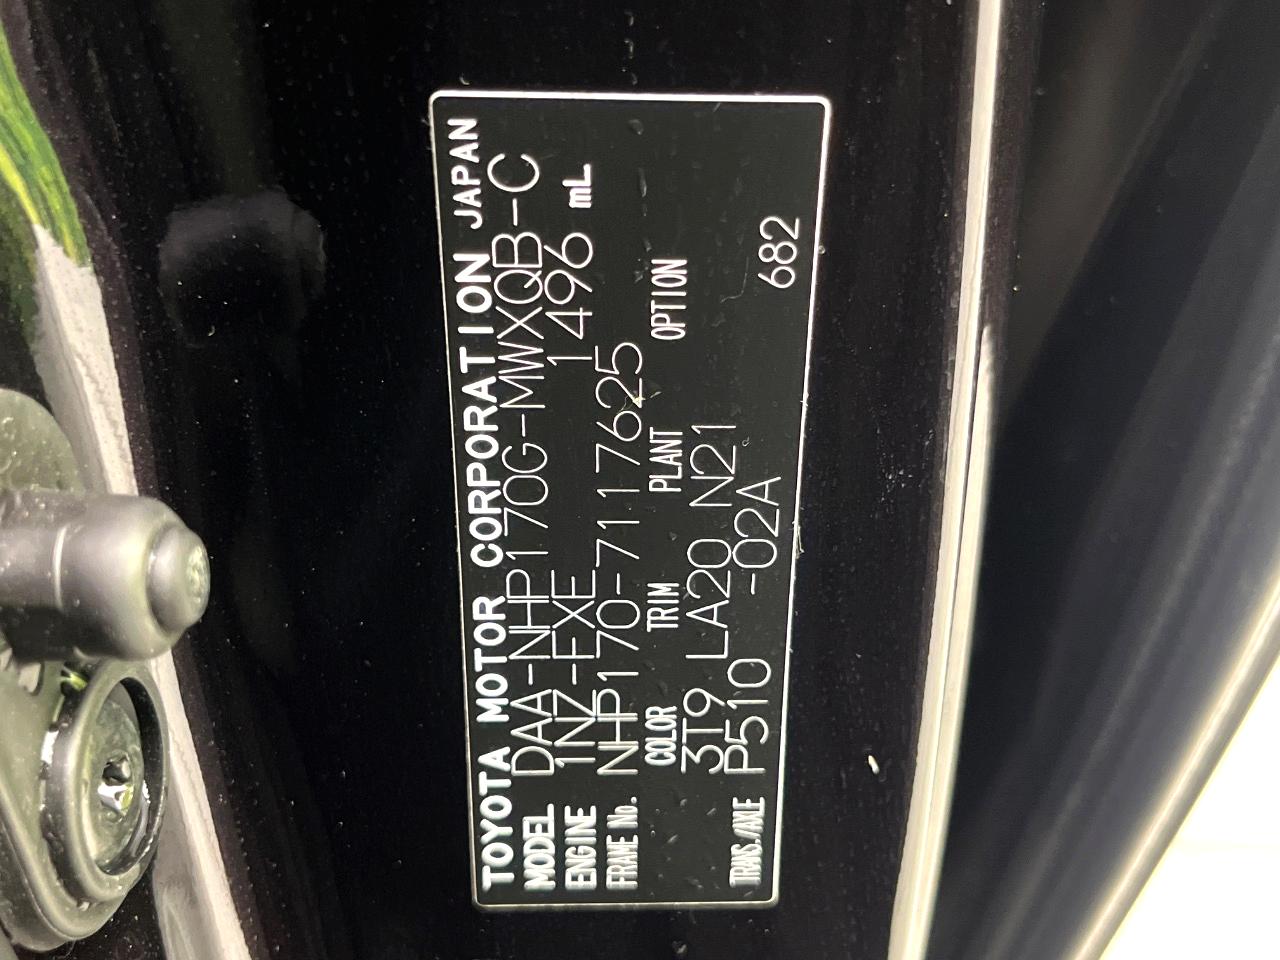 TOYOTA MOTOR CORPORATION JAPAN
MODEL DAA-NHP170G-MWXQB-C
ENGINE 1NZ-FXE 1496 mL
FRAME No. NHP170-7117625
COLOR TRIM PLANT OPTION
3T9 LA20 N21
TRANS./AXLE P510 -02A 682